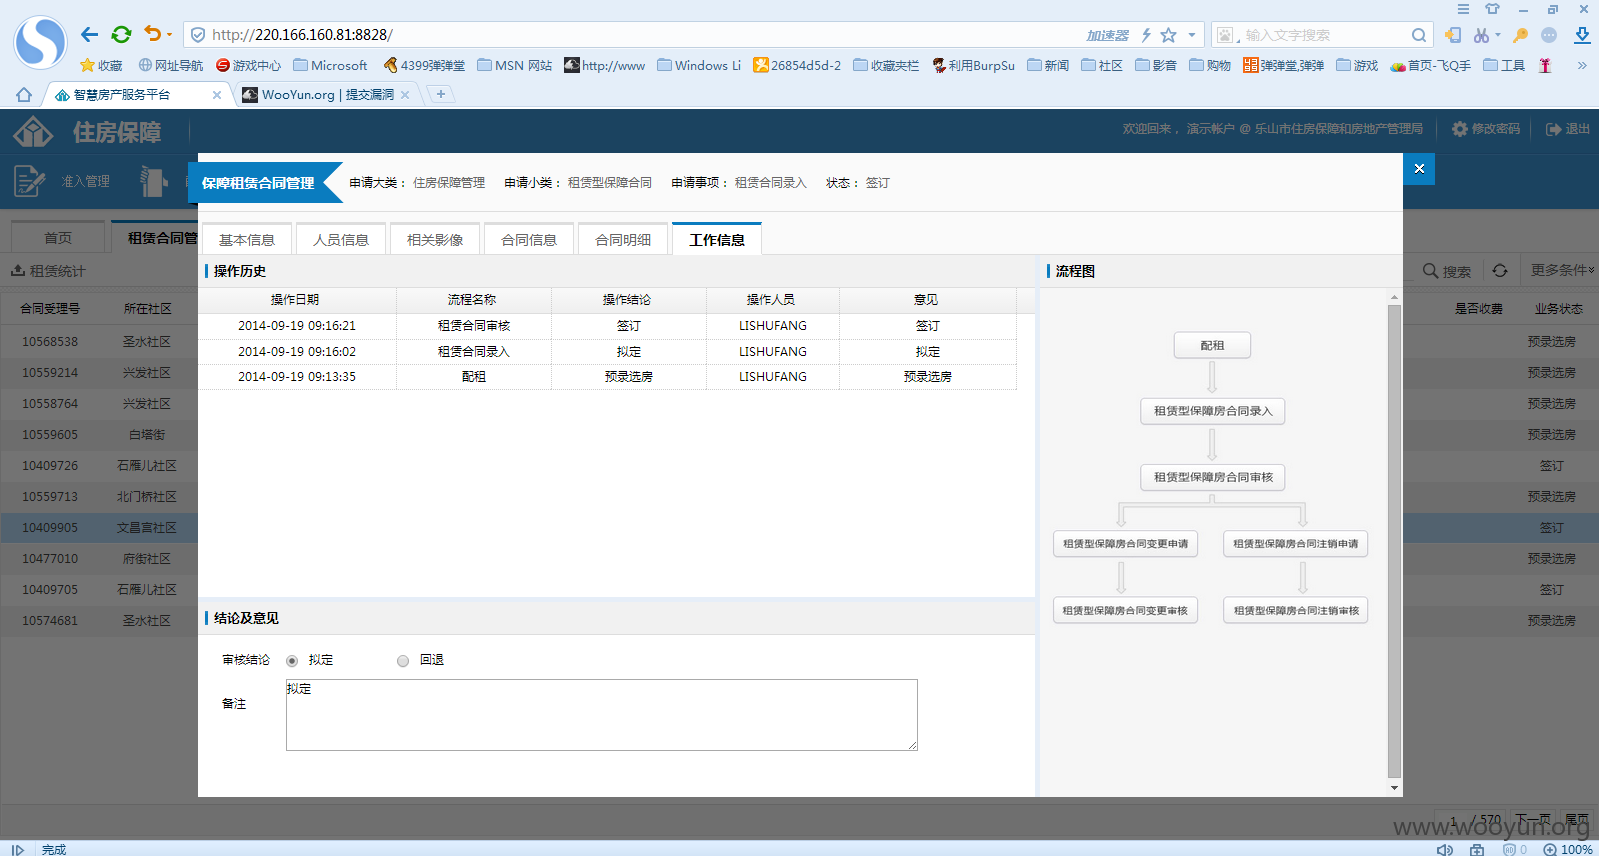 http://220.166.160.81:8828/
加速器
输入文字搜索
收藏 网址导航 游戏中心 Microsoft 4399弹弹堂 MSN 网站 http://www Windows Li 26854d5d-2 收藏夹栏 利用BurpSu 新闻 社区 影音 购物 弹弹堂,弹弹 游戏 首页-飞Q手 工具
智慧房产服务平台 WooYun.org | 提交漏洞
住房保障
欢迎回来， 演示帐户 @ 乐山市住房保障和房地产管理局 修改密码 退出
准入管理
保障租赁合同管理 申请大类： 住房保障管理 申请小类： 租赁型保障合同 申请事项： 租赁合同录入 状态： 签订
首页 租赁合同管
基本信息 人员信息 相关影像 合同信息 合同明细 工作信息
租赁统计 搜索 更多条件
操作历史 流程图
合同受理号 所在社区 是否收费 业务状态
操作日期 流程名称 操作结论 操作人员 意见
2014-09-19 09:16:21 租赁合同审核 签订 LISHUFANG 签订
2014-09-19 09:16:02 租赁合同录入 拟定 LISHUFANG 拟定
2014-09-19 09:13:35 配租 预录选房 LISHUFANG 预录选房
10568538 圣水社区 预录选房
10559214 兴发社区 预录选房
10558764 兴发社区 预录选房
10559605 白塔街 预录选房
10409726 石雁儿社区 签订
10559713 北门桥社区 预录选房
10409905 文昌宫社区 签订
10477010 府街社区 预录选房
10409705 石雁儿社区 签订
10574681 圣水社区 预录选房
配租
租赁型保障房合同录入
租赁型保障房合同审核
租赁型保障房合同变更申请 租赁型保障房合同注销申请
租赁型保障房合同变更审核 租赁型保障房合同注销审核
结论及意见
审核结论 拟定 回退
备注 拟定
1 / 570 下一页 尾页
www.wooyun.org
完成 0 100%